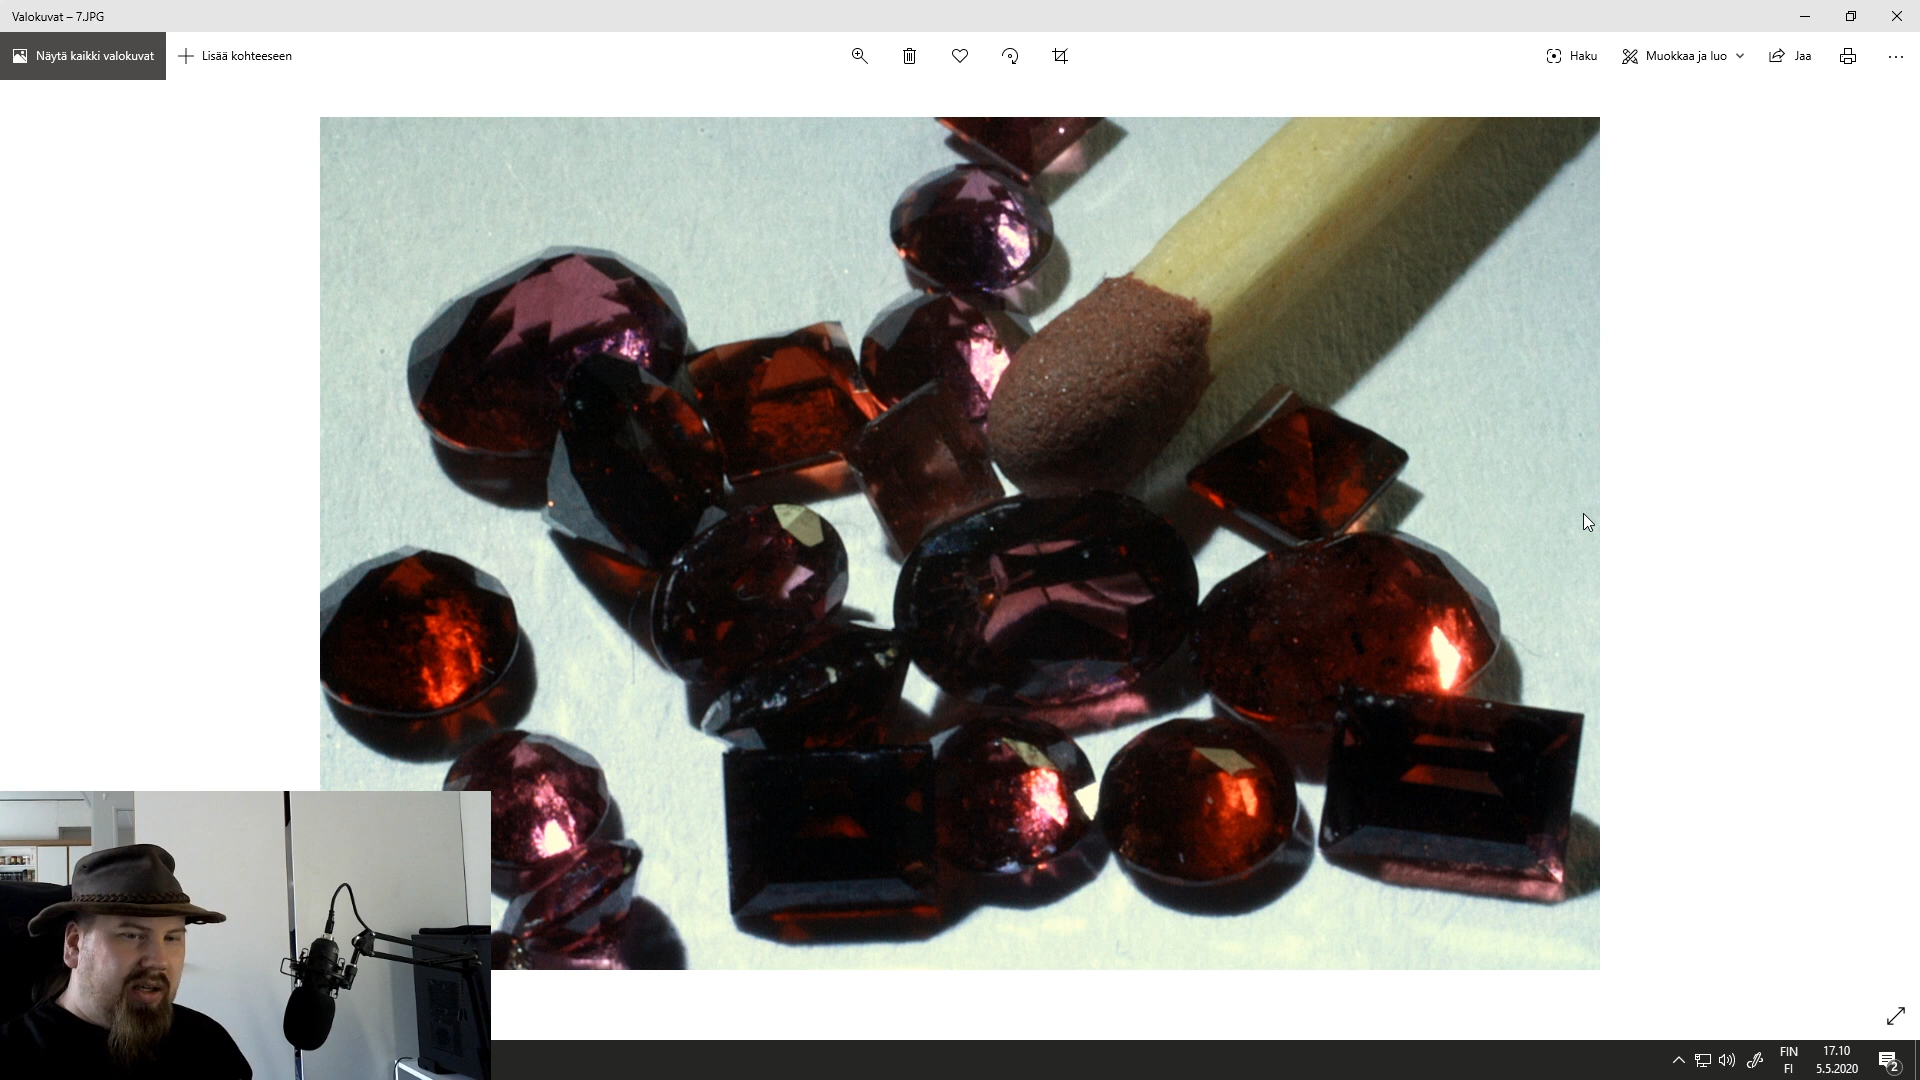 Valokuvat – 7.JPG
Näytä kaikki valokuvat
Lisää kohteeseen
Haku
Muokkaa ja luo
Jaa
FIN
FI
17.10
5.5.2020
2